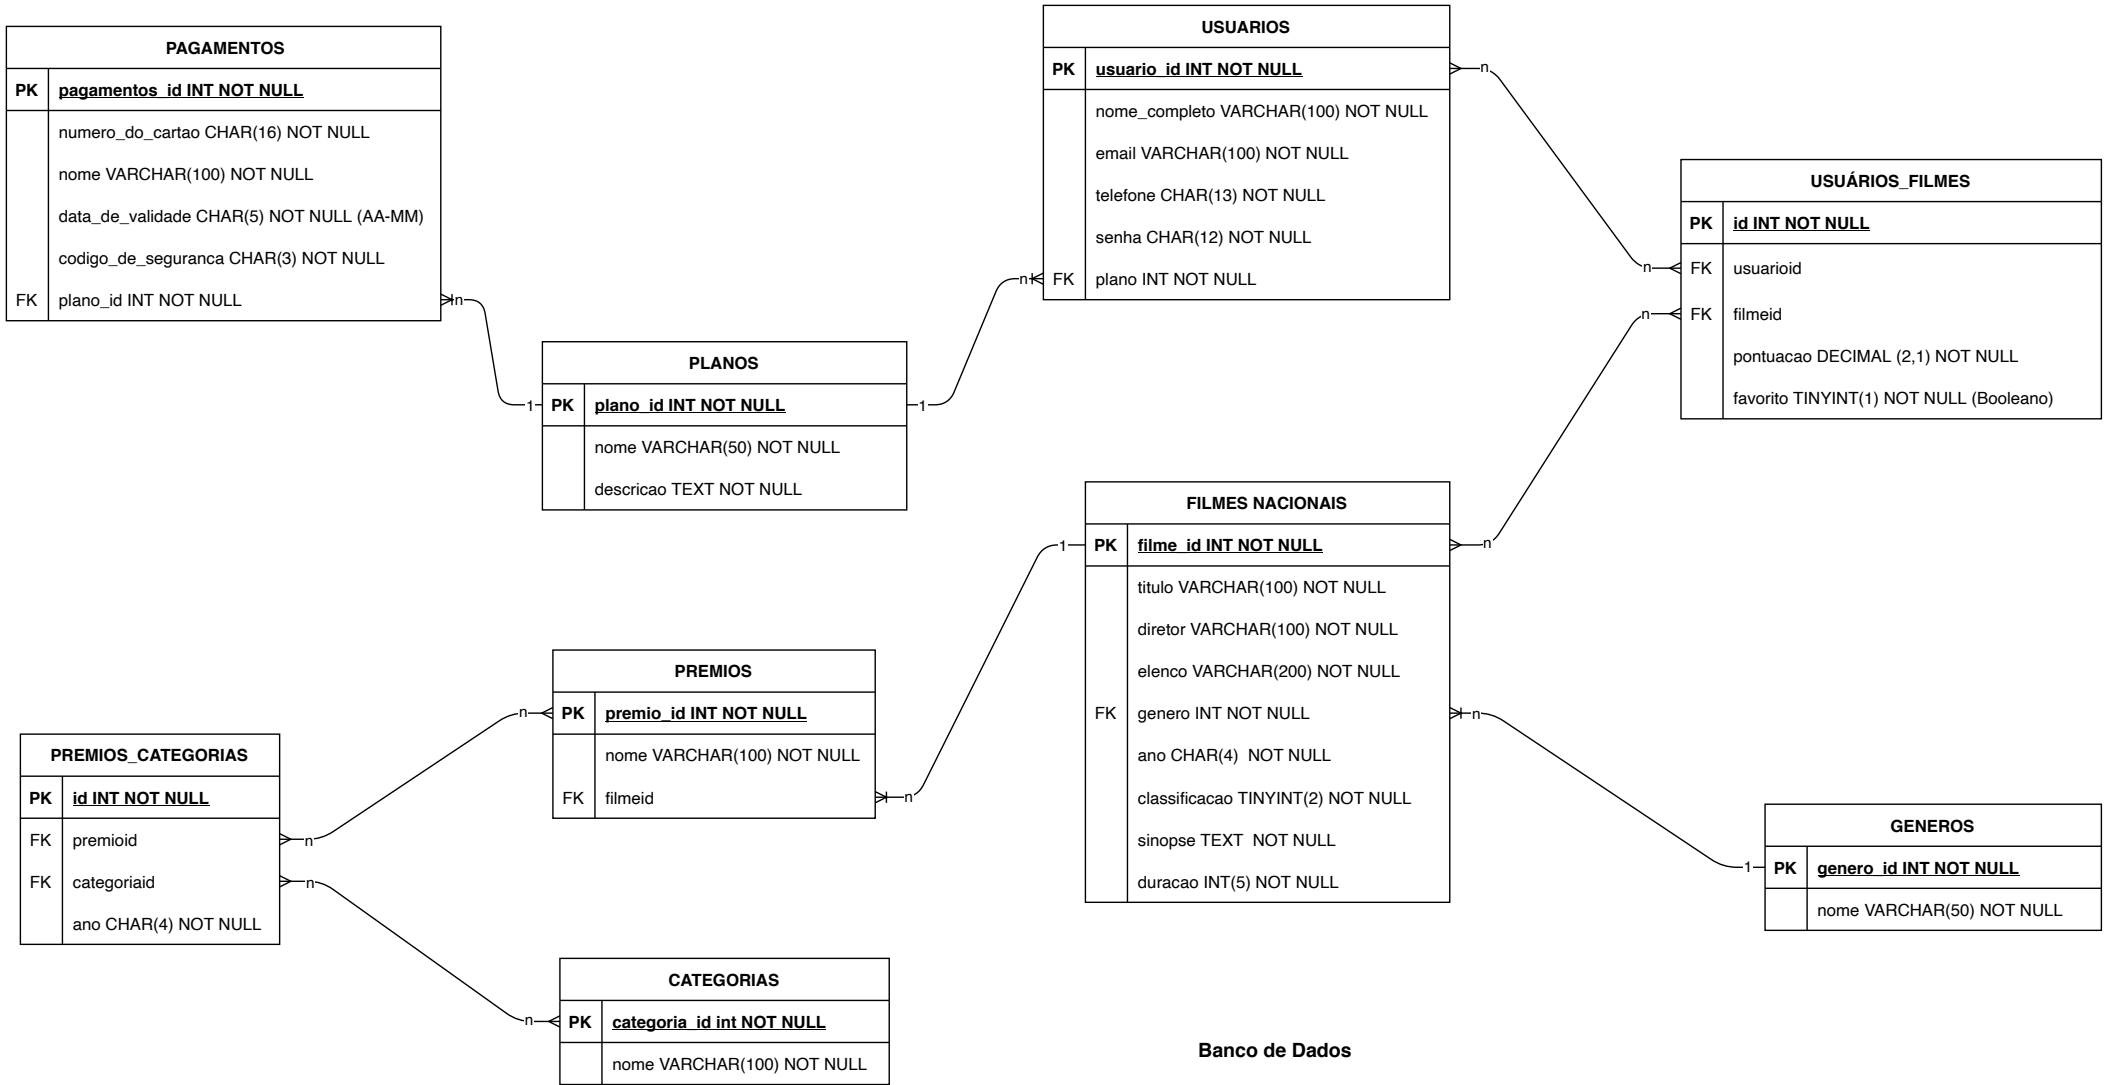 PAGAMENTOS
PK pagamentos_id INT NOT NULL
numero_do_cartao CHAR(16) NOT NULL
nome VARCHAR(100) NOT NULL
data_de_validade CHAR(5) NOT NULL (AA-MM)
codigo_de_seguranca CHAR(3) NOT NULL
FK plano_id INT NOT NULL
n
1
PLANOS
PK plano_id INT NOT NULL
nome VARCHAR(50) NOT NULL
descricao TEXT NOT NULL
1
n
USUARIOS
PK usuario_id INT NOT NULL
nome_completo VARCHAR(100) NOT NULL
email VARCHAR(100) NOT NULL
telefone CHAR(13) NOT NULL
senha CHAR(12) NOT NULL
FK plano INT NOT NULL
n
n
USUÁRIOS_FILMES
PK id INT NOT NULL
FK usuarioid
FK filmeid
pontuacao DECIMAL (2,1) NOT NULL
favorito TINYINT(1) NOT NULL (Booleano)
n
n
FILMES NACIONAIS
PK filme_id INT NOT NULL
titulo VARCHAR(100) NOT NULL
diretor VARCHAR(100) NOT NULL
elenco VARCHAR(200) NOT NULL
FK genero INT NOT NULL
ano CHAR(4)  NOT NULL
classificacao TINYINT(2) NOT NULL
sinopse TEXT  NOT NULL
duracao INT(5) NOT NULL
1
n
PREMIOS
PK premio_id INT NOT NULL
nome VARCHAR(100) NOT NULL
FK filmeid
n
n
PREMIOS_CATEGORIAS
PK id INT NOT NULL
FK premioid
FK categoriaid
ano CHAR(4) NOT NULL
n
n
CATEGORIAS
PK categoria_id int NOT NULL
nome VARCHAR(100) NOT NULL
n
1
GENEROS
PK genero_id INT NOT NULL
nome VARCHAR(50) NOT NULL
Banco de Dados